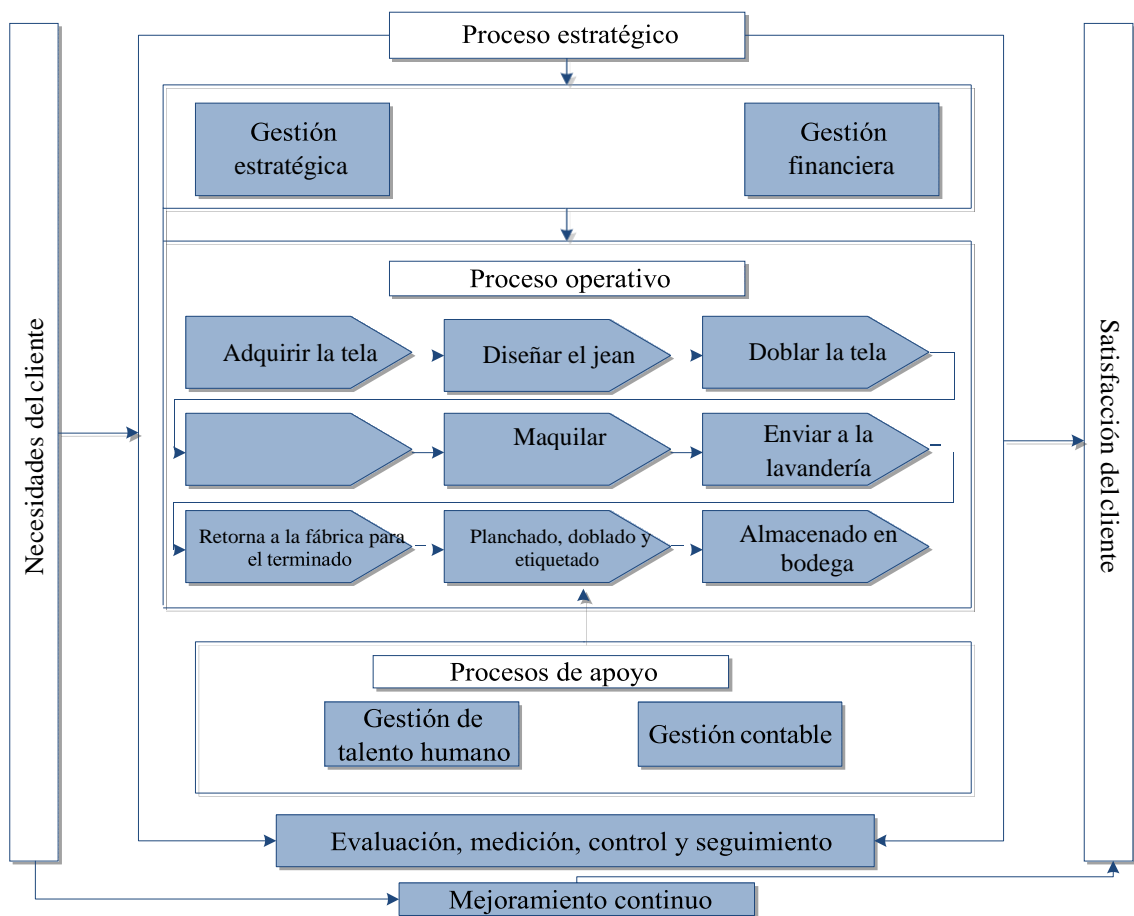 Proceso estratégico
Gestión
estratégica
Gestión
financiera
Necesidades del cliente
Proceso operativo
Adquirir la tela
Diseñar el jean
Doblar la tela
Maquilar
Enviar a la
lavandería
Retorna a la fábrica para
el terminado
Planchado, doblado y
etiquetado
Almacenado en
bodega
Satisfacción del cliente
Procesos de apoyo
Gestión de
talento humano
Gestión contable
Evaluación, medición, control y seguimiento
Mejoramiento continuo